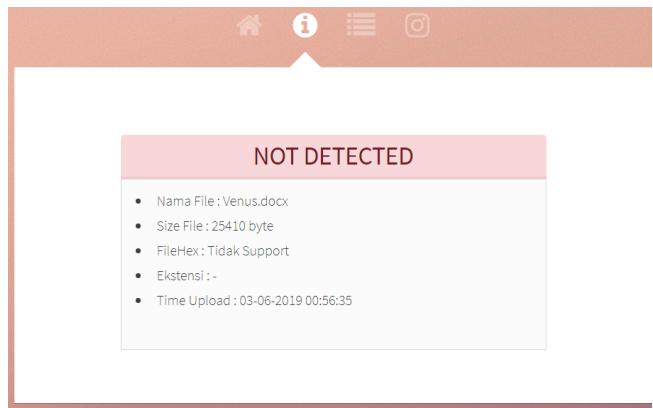 NOT DETECTED
Nama File : Venus.docx
Size File : 25410 byte
FileHex : Tidak Support
Ekstensi : -
Time Upload : 03-06-2019 00:56:35